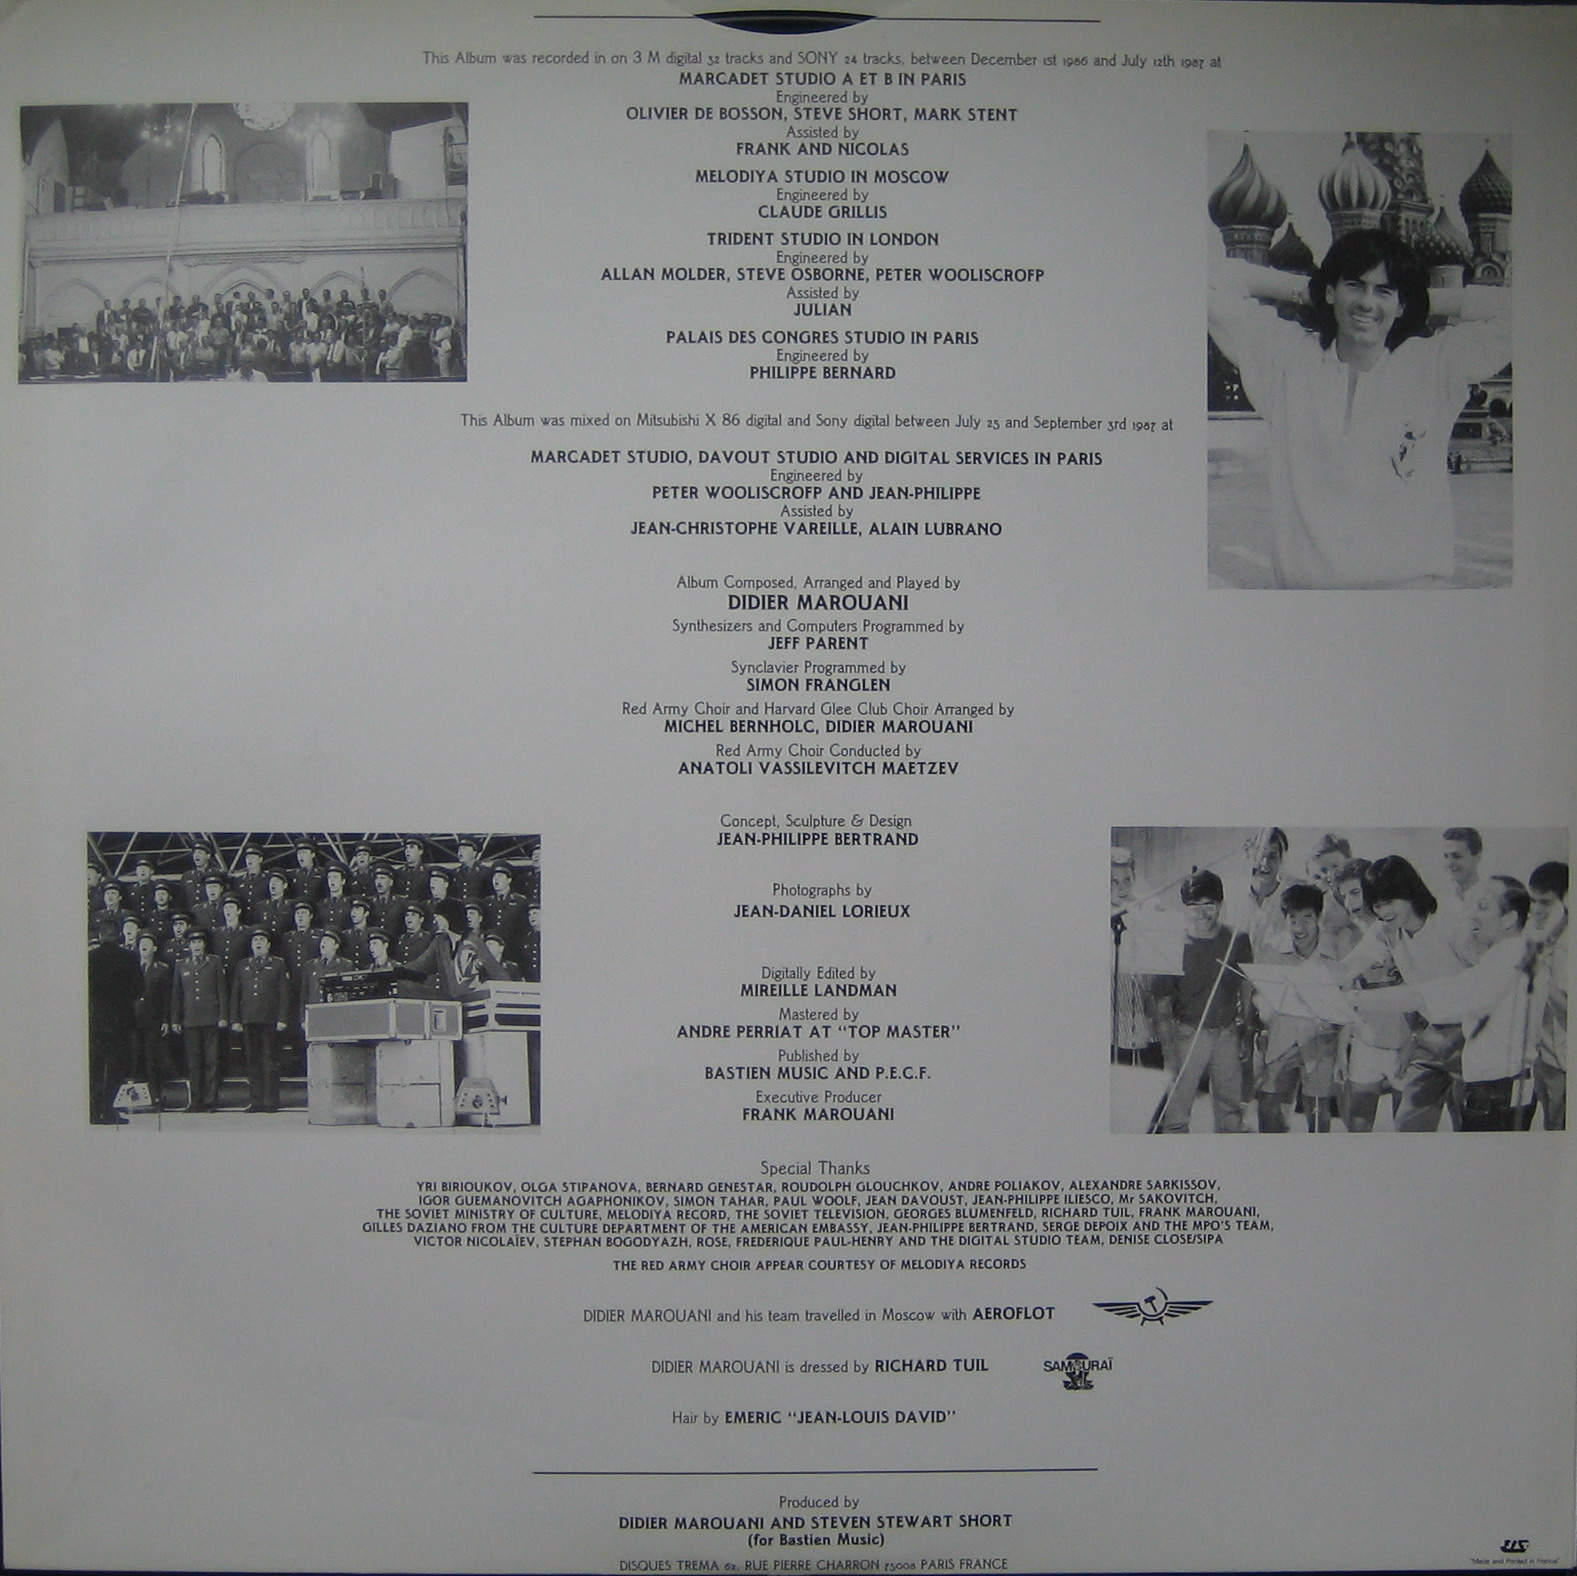 This Album was recorded in on 3 M digital 32 tracks and SONY 24 tracks, between December 1st 1986 and July 12th 1987 at
MARCADET STUDIO A ET B IN PARIS
Engineered by
OLIVIER DE BOSSON, STEVE SHORT, MARK STENT
Assisted by
FRANK AND NICOLAS
MELODIYA STUDIO IN MOSCOW
Engineered by
CLAUDE GRILLIS
TRIDENT STUDIO IN LONDON
Engineered by
ALLAN MOLDER, STEVE OSBORNE, PETER WOOLISCROFP
Assisted by
JULIAN
PALAIS DES CONGRES STUDIO IN PARIS
Engineered by
PHILIPPE BERNARD
This Album was mixed on Mitsubishi X 86 digital and Sony digital between July 25 and September 3rd 1987 at
MARCADET STUDIO, DAVOUT STUDIO AND DIGITAL SERVICES IN PARIS
Engineered by
PETER WOOLISCROFP AND JEAN-PHILIPPE
Assisted by
JEAN-CHRISTOPHE VAREILLE, ALAIN LUBRANO
Album Composed, Arranged and Played by
DIDIER MAROUANI
Synthesizers and Computers Programmed by
JEFF PARENT
Synclavier Programmed by
SIMON FRANGLEN
Red Army Choir and Harvard Glee Club Choir Arranged by
MICHEL BERNHOLC, DIDIER MAROUANI
Red Army Choir Conducted by
ANATOLI VASSILEVITCH MAETZEV
Concept, Sculpture & Design
JEAN-PHILIPPE BERTRAND
Photographs by
JEAN-DANIEL LORIEUX
Digitally Edited by
MIREILLE LANDMAN
Mastered by
ANDRE PERRIAT AT "TOP MASTER"
Published by
BASTIEN MUSIC AND P.E.C.F.
Executive Producer
FRANK MAROUANI
Special Thanks
YRI BIRIOUKOV, OLGA STIPANOVA, BERNARD GENESTAR, ROUDOLPH GLOUCHKOV, ANDRE POLIAKOV, ALEXANDRE SARKISSOV,
IGOR GUEMANOVITCH AGAPHONIKOV, SIMON TAHAR, PAUL WOOLF, JEAN DAVOUST, JEAN-PHILIPPE ILIESCO, Mr SAKOVITCH,
THE SOVIET MINISTRY OF CULTURE, MELODIYA RECORD, THE SOVIET TELEVISION, GEORGES BLUMENFELD, RICHARD TUIL, FRANK MAROUANI,
GILLES DAZIANO FROM THE CULTURE DEPARTMENT OF THE AMERICAN EMBASSY, JEAN-PHILIPPE BERTRAND, SERGE DEPOIX AND THE MPO'S TEAM,
VICTOR NICOLAÏEV, STEPHAN BOGODYAZH, ROSE, FREDERIQUE PAUL-HENRY AND THE DIGITAL STUDIO TEAM, DENISE CLOSE/SIPA
THE RED ARMY CHOIR APPEAR COURTESY OF MELODIYA RECORDS
DIDIER MAROUANI and his team travelled in Moscow with AEROFLOT
DIDIER MAROUANI is dressed by RICHARD TUIL
SAMOURAÏ
Hair by EMERIC "JEAN-LOUIS DAVID"
Produced by
DIDIER MAROUANI AND STEVEN STEWART SHORT
(for Bastien Music)
DISQUES TREMA 62, RUE PIERRE CHARRON 75008 PARIS FRANCE
"Made and Printed in France"